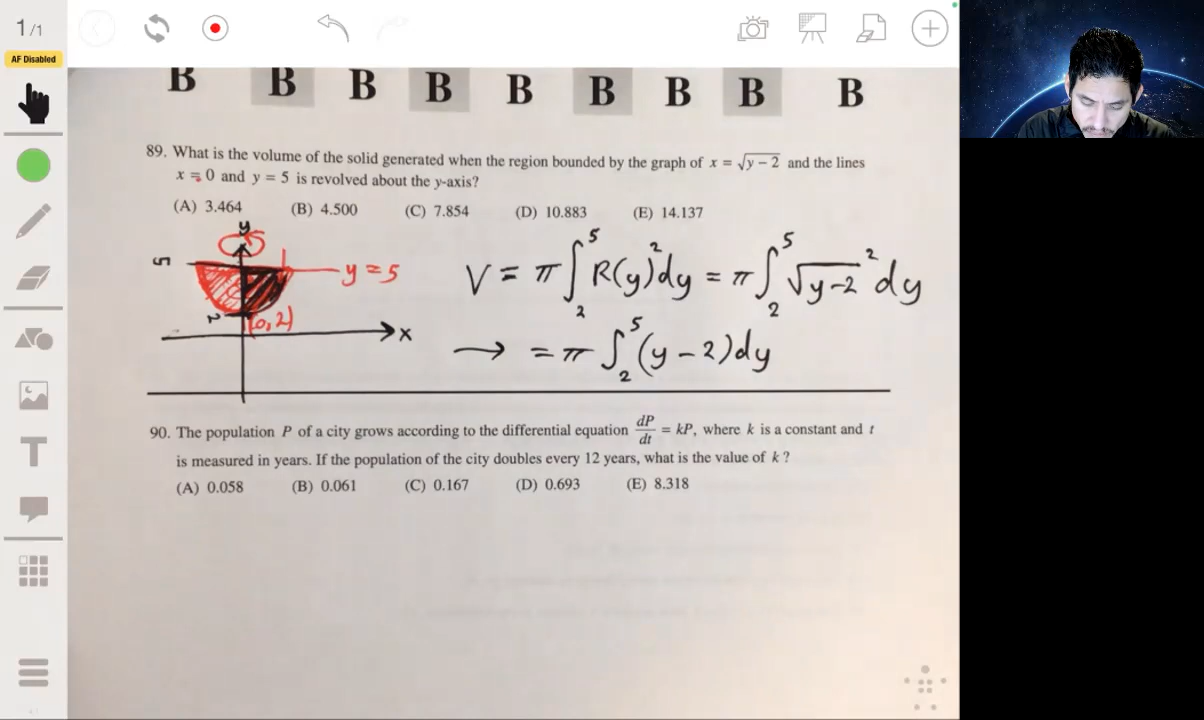 1/1
AF Disabled
B B B B B B B B B
89. What is the volume of the solid generated when the region bounded by the graph of x = √(y − 2) and the lines
x = 0 and y = 5 is revolved about the y-axis?
(A) 3.464 (B) 4.500 (C) 7.854 (D) 10.883 (E) 14.137
y
5
y = 5
2
(0, 2)
x
V = π ∫₂⁵ R(y)² dy = π ∫₂⁵ √(y−2)² dy
→ = π ∫₂⁵ (y − 2) dy
90. The population P of a city grows according to the differential equation dP/dt = kP, where k is a constant and t
is measured in years. If the population of the city doubles every 12 years, what is the value of k ?
(A) 0.058 (B) 0.061 (C) 0.167 (D) 0.693 (E) 8.318
T